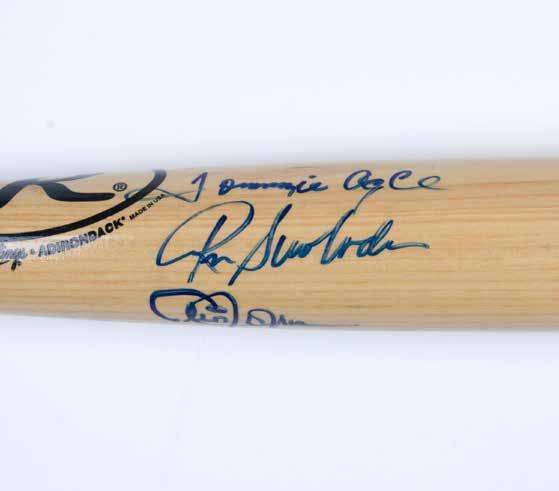 ®
Tommie Agee
MADE IN USA
ADIRONDACK®
Ron Swoboda